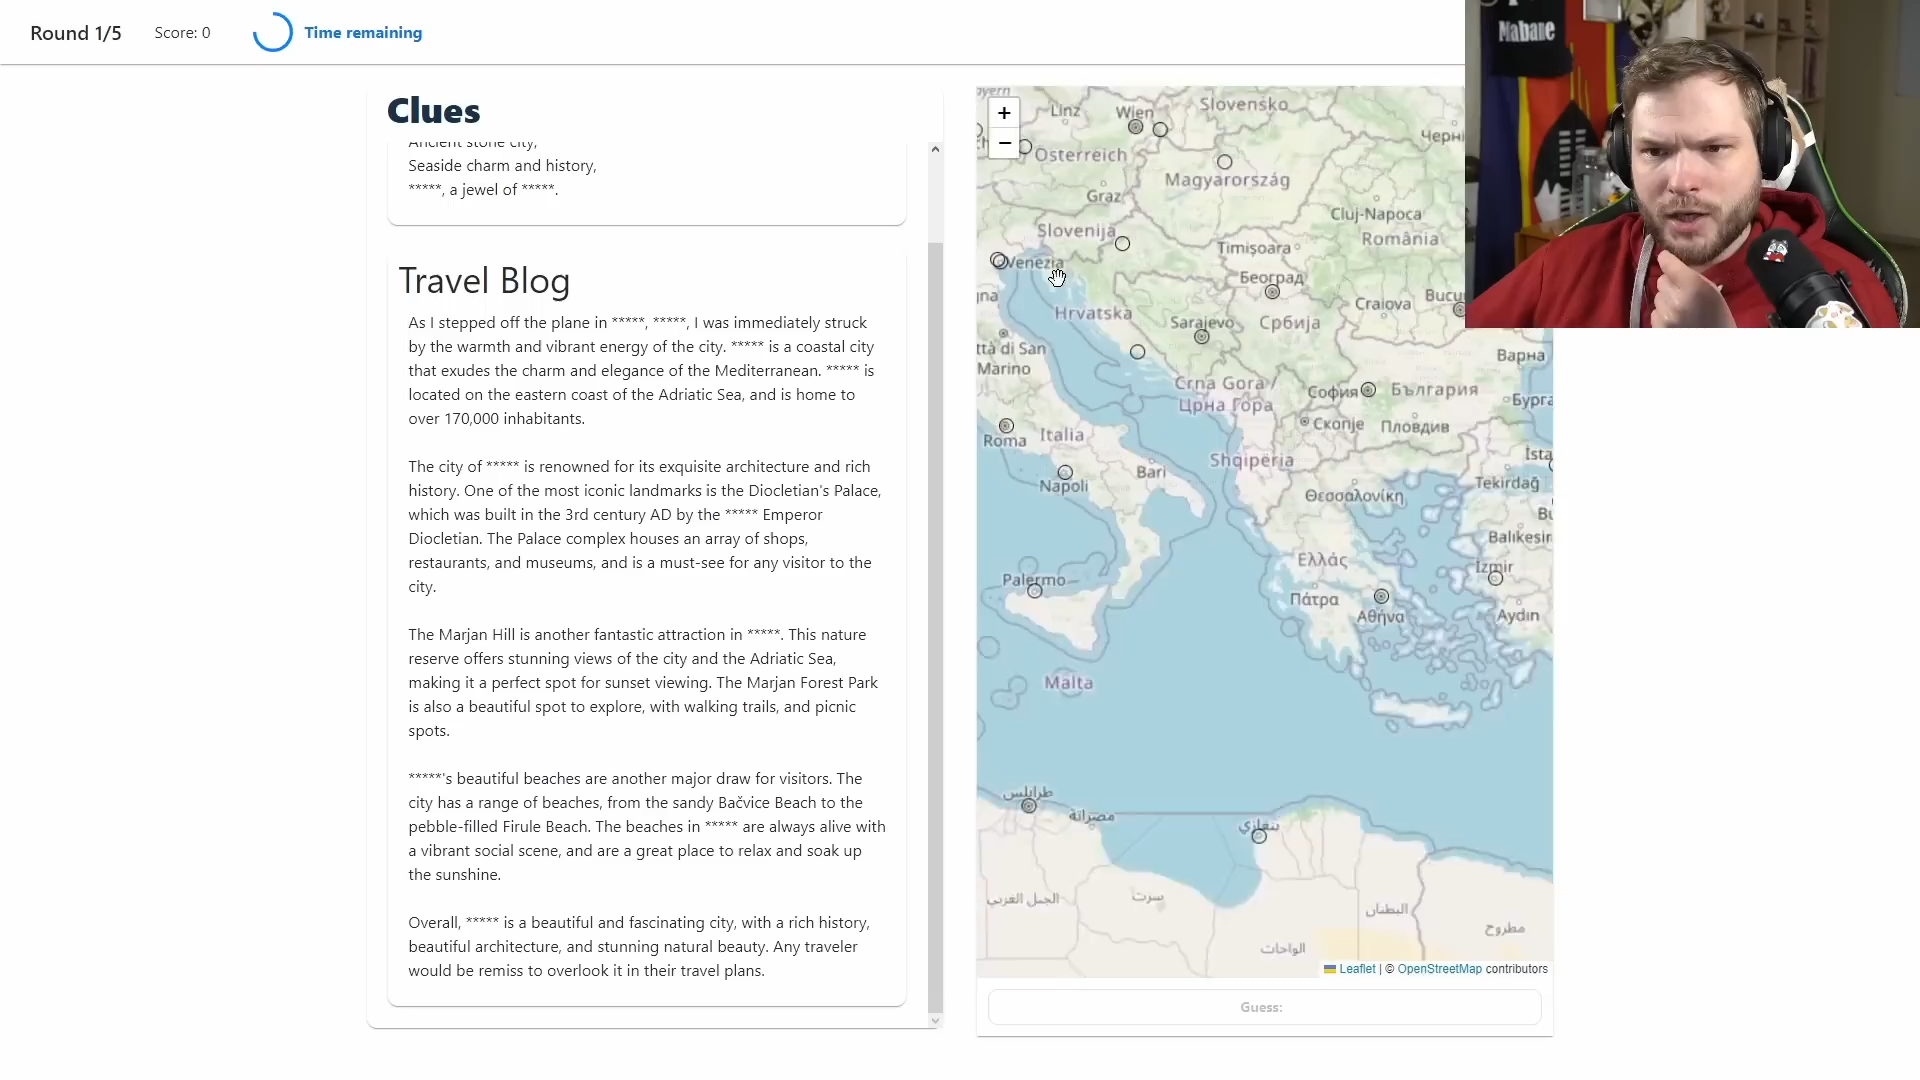 Round 1/5
Score: 0
Time remaining
Clues
Ancient stone city,
Seaside charm and history,
*****, a jewel of *****.
Travel Blog
As I stepped off the plane in *****, *****, I was immediately struck
by the warmth and vibrant energy of the city. ***** is a coastal city
that exudes the charm and elegance of the Mediterranean. ***** is
located on the eastern coast of the Adriatic Sea, and is home to
over 170,000 inhabitants.
The city of ***** is renowned for its exquisite architecture and rich
history. One of the most iconic landmarks is the Diocletian's Palace,
which was built in the 3rd century AD by the ***** Emperor
Diocletian. The Palace complex houses an array of shops,
restaurants, and museums, and is a must-see for any visitor to the
city.
The Marjan Hill is another fantastic attraction in *****. This nature
reserve offers stunning views of the city and the Adriatic Sea,
making it a perfect spot for sunset viewing. The Marjan Forest Park
is also a beautiful spot to explore, with walking trails, and picnic
spots.
*****'s beautiful beaches are another major draw for visitors. The
city has a range of beaches, from the sandy Bačvice Beach to the
pebble-filled Firule Beach. The beaches in ***** are always alive with
a vibrant social scene, and are a great place to relax and soak up
the sunshine.
Overall, ***** is a beautiful and fascinating city, with a rich history,
beautiful architecture, and stunning natural beauty. Any traveler
would be remiss to overlook it in their travel plans.
+
−
Linz
Wien
Slovensko
Österreich
Magyarország
Graz
Cluj-Napoca
Slovenija
România
Timișoara
Venezia
Београд
Craiova
Hrvatska
Sarajevo
Србија
ttà di San
Marino
Варна
Crna Gora /
Црна Гора
София
България
Скопје
Пловдив
Roma
Italia
Shqipëria
Bari
Napoli
Θεσσαλονίκη
Tekirdağ
Balıkesir
Ελλάς
İzmir
Palermo
Πάτρα
Αθήνα
Aydın
Malta
طرابلس
مصراتة
بنغازي
الجبل الغربي
سرت
البطنان
مطروح
الواحات
Leaflet | © OpenStreetMap contributors
Guess:
Mabane